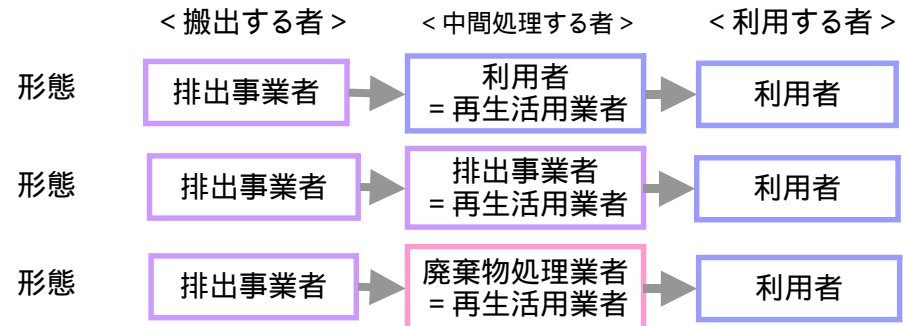 <搬出する者> <中間処理する者> <利用する者>
形態 排出事業者 利用者
=再生活用業者 利用者
形態 排出事業者 排出事業者
=再生活用業者 利用者
形態 排出事業者 廃棄物処理業者
=再生活用業者 利用者